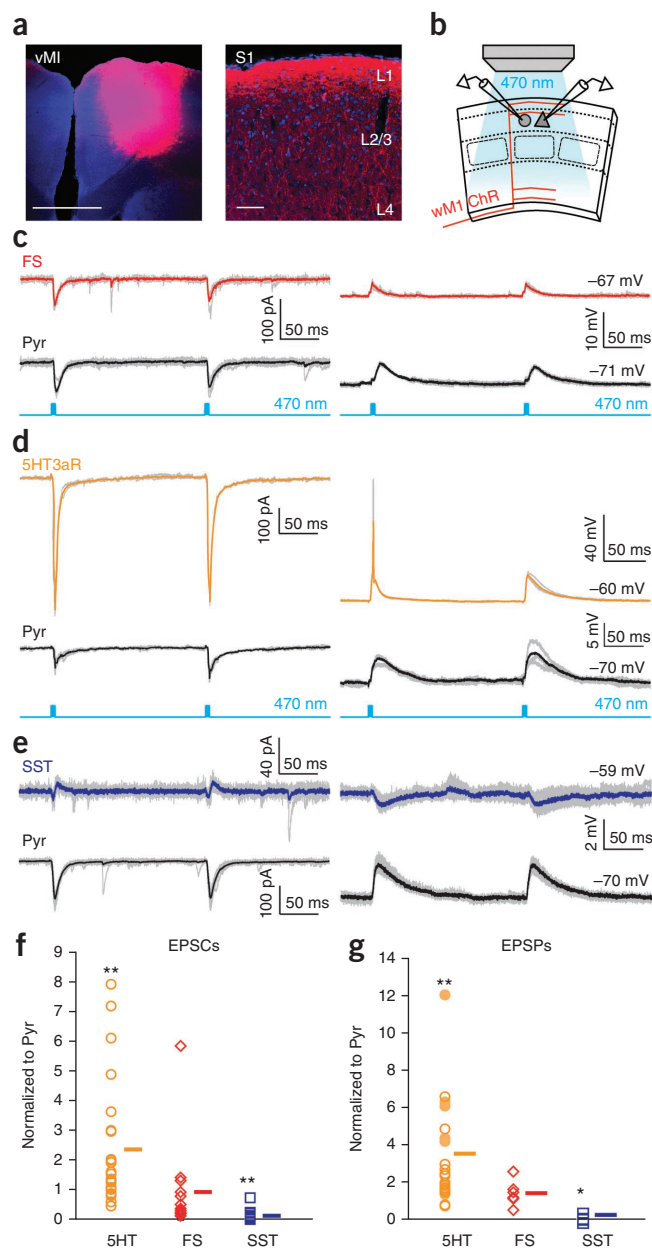 a
vMI
S1
L1
L2/3
L4
b
470 nm
wM1 ChR
c
FS
100 pA
50 ms
–67 mV
10 mV
50 ms
Pyr
–71 mV
470 nm
470 nm
d
5HT3aR
100 pA
50 ms
40 mV
50 ms
–60 mV
Pyr
5 mV
50 ms
–70 mV
470 nm
470 nm
e
SST
40 pA
50 ms
–59 mV
2 mV
50 ms
Pyr
100 pA
50 ms
–70 mV
f
EPSCs
Normalized to Pyr
9
8
7
6
5
4
3
2
1
0
**
**
5HT
FS
SST
g
EPSPs
Normalized to Pyr
14
12
10
8
6
4
2
0
**
*
5HT
FS
SST